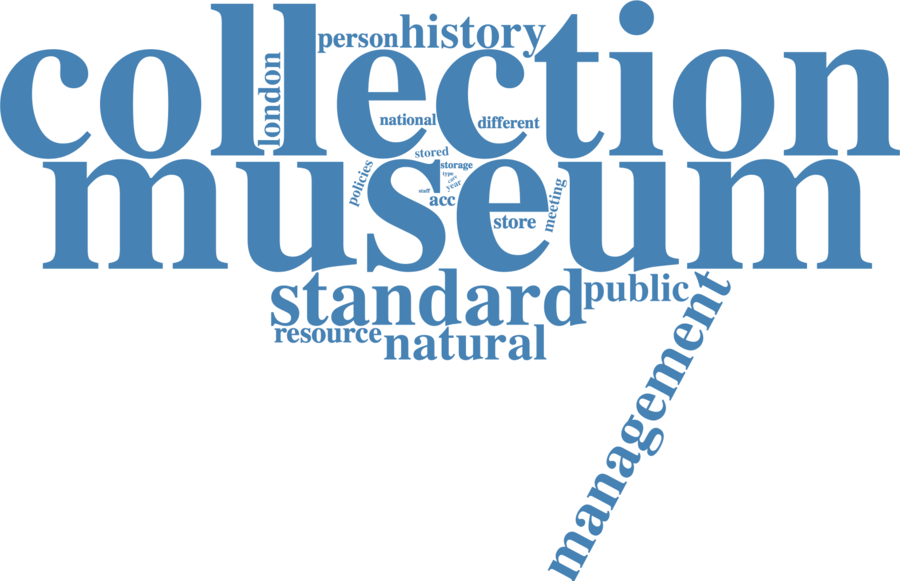 collection
person
history
london
national
different
museum
stored
storage
type
care
year
staff
policies
acc
store
meeting
standard
public
resource
natural
management